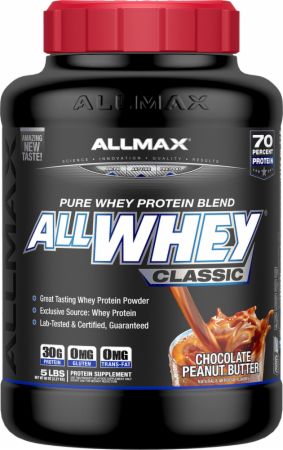 ALLMAX
ALLMAX
AMAZING
NEW
TASTE!
ALLMAX
SCIENCE • INNOVATION • QUALITY • RESULTS
70
PERCENT
PROTEIN
PURE WHEY PROTEIN BLEND
ALLWHEY®
CLASSIC
• Great Tasting Whey Protein Powder
• Exclusive Source: Whey Protein
• Lab-Tested & Certified, Guaranteed
30G
PROTEIN
0MG
GLUTEN
0MG
TRANS-FAT
CHOCOLATE
PEANUT BUTTER
5 LBS
PROTEIN SUPPLEMENT